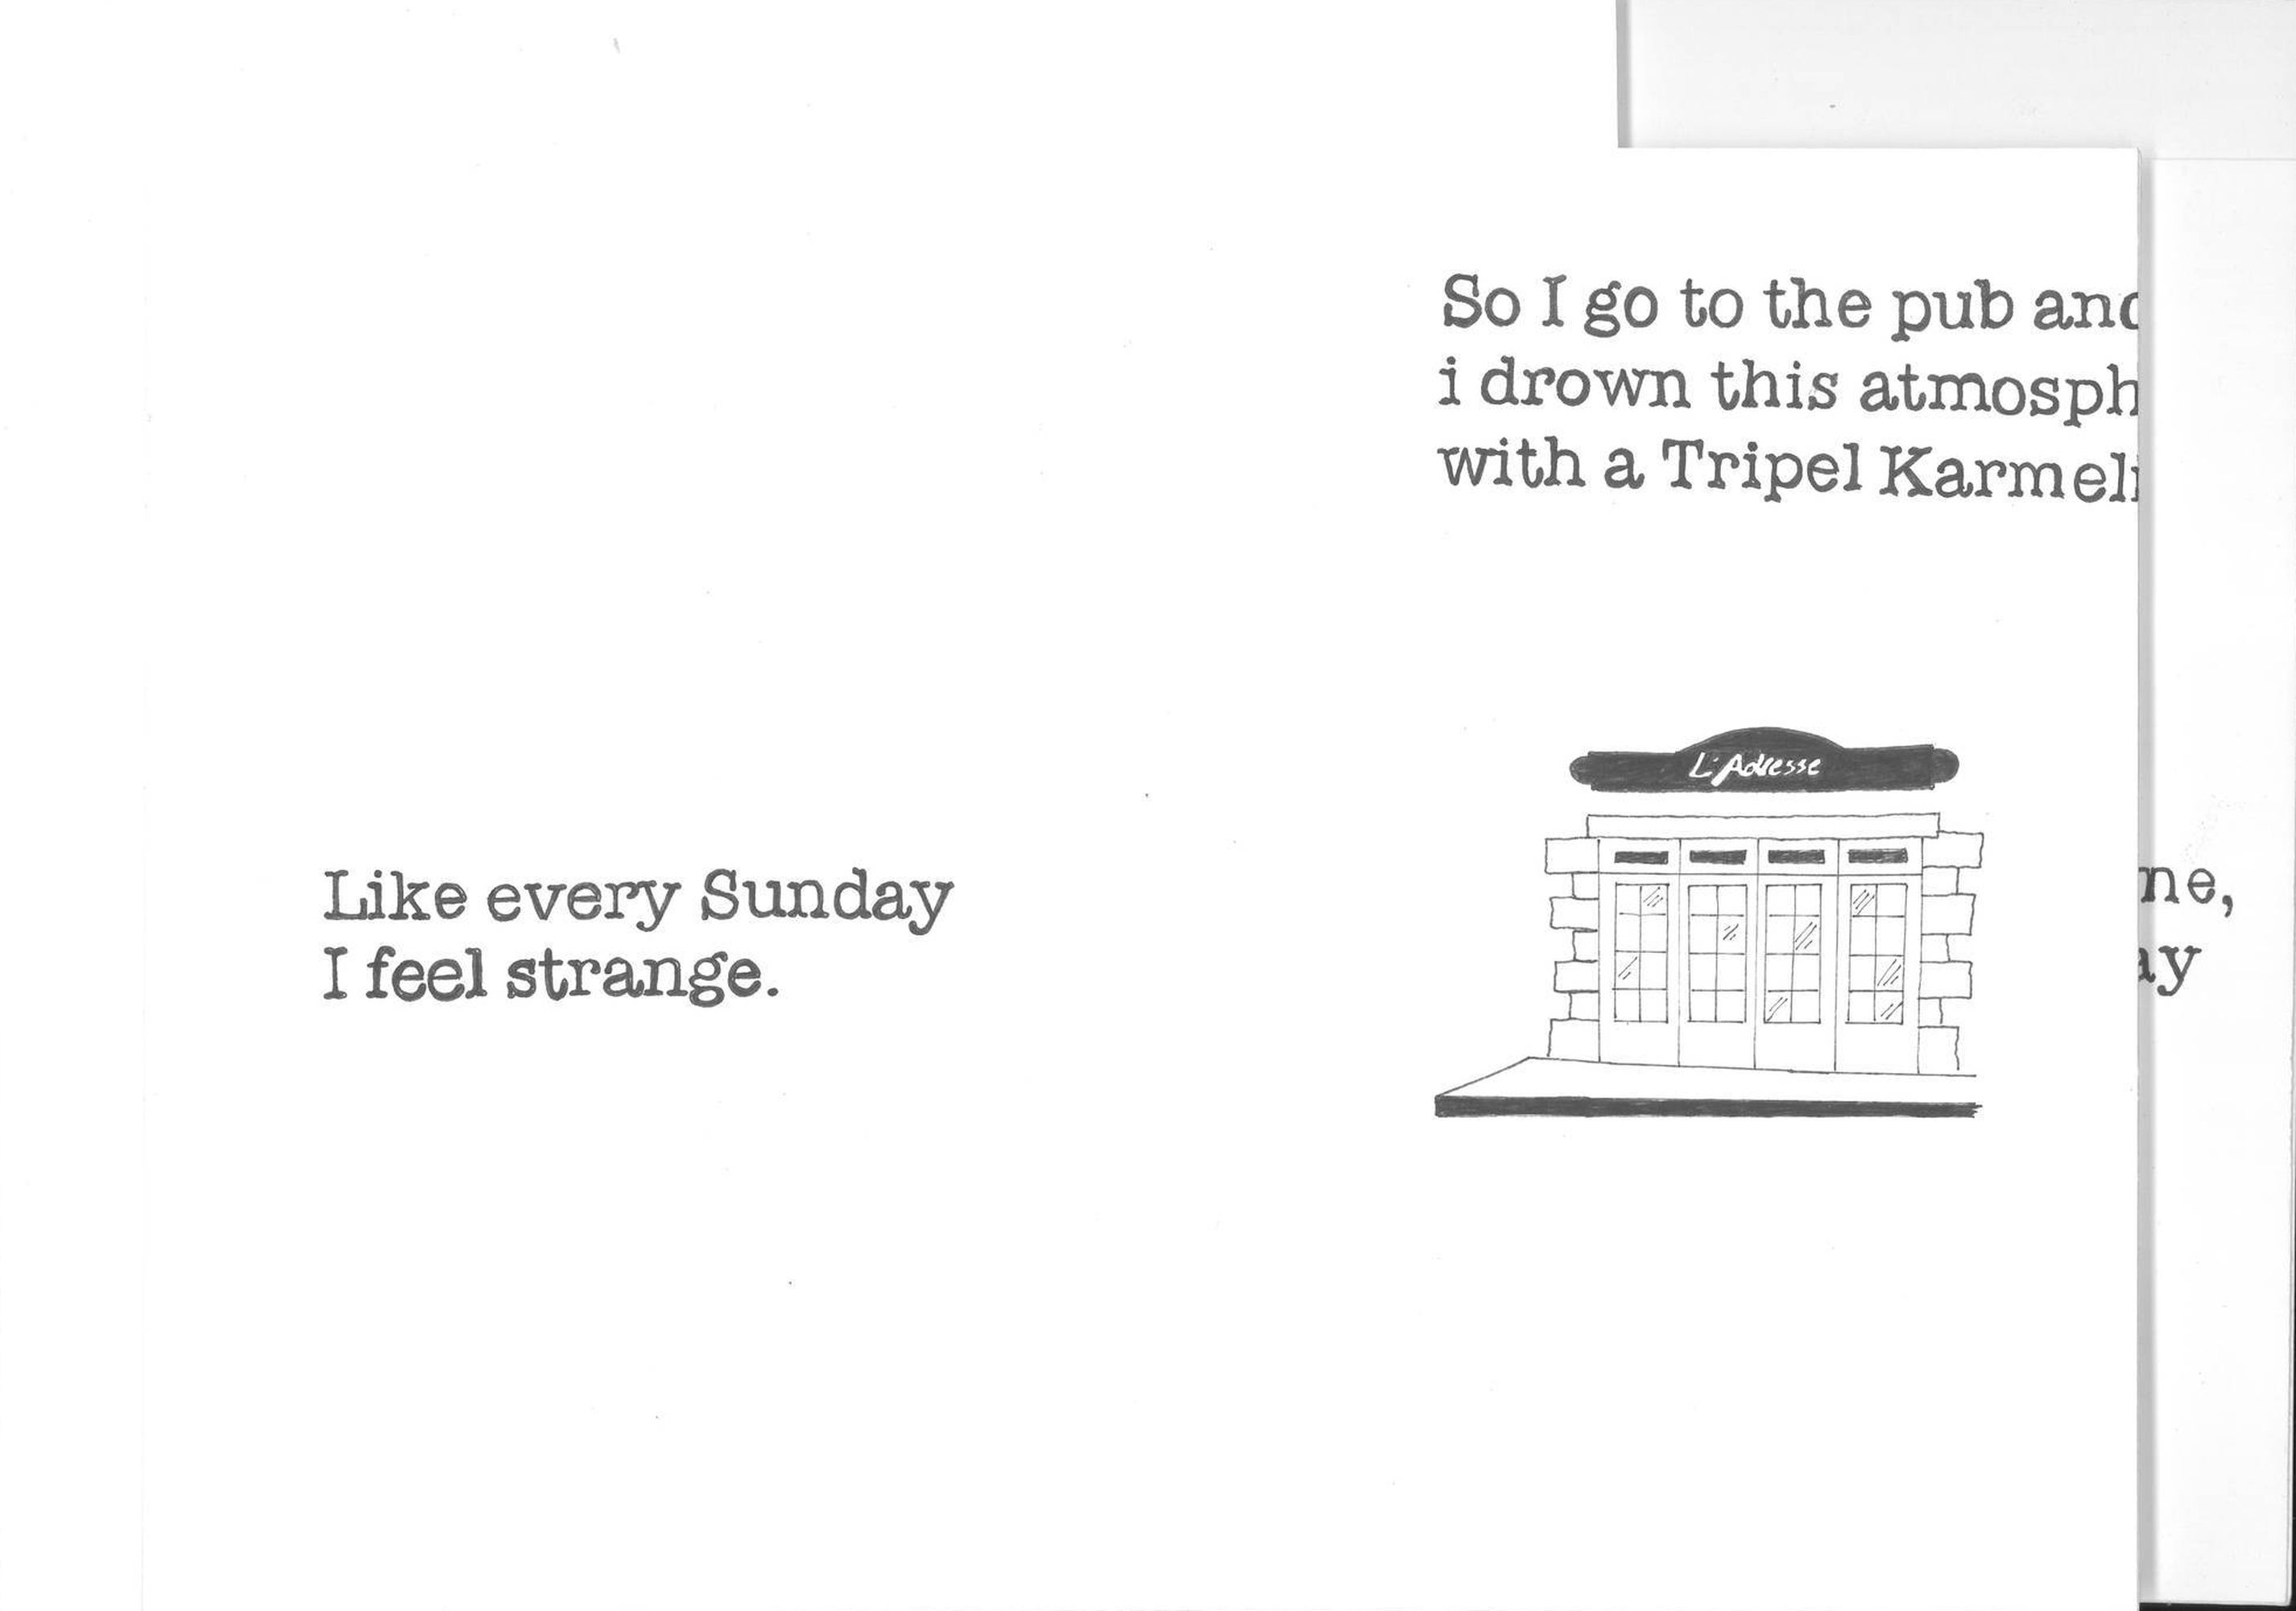 Like every Sunday
I feel strange.
So I go to the pub and
i drown this atmosph
with a Tripel Karmeli
L'Adresse
ne,
ay